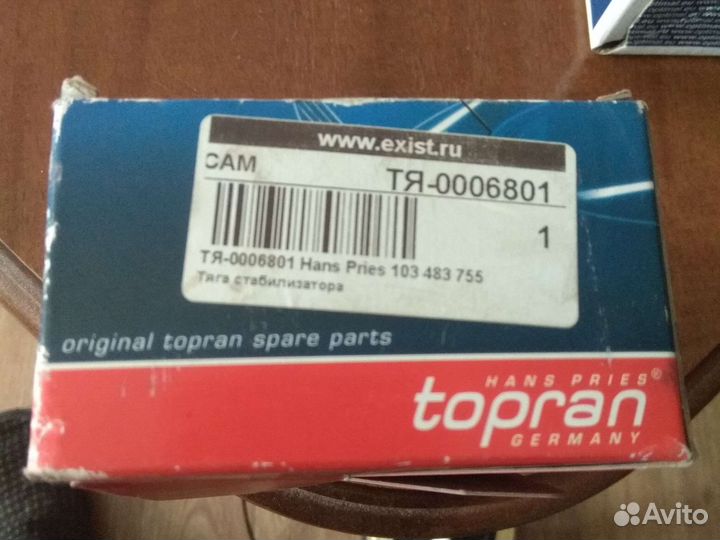 www.exist.ru
САМ
ТЯ-0006801
1
ТЯ-0006801 Hans Pries 103 483 755
Тяга стабилизатора
original topran spare parts
HANS PRIES®
topran
GERMANY
Avito